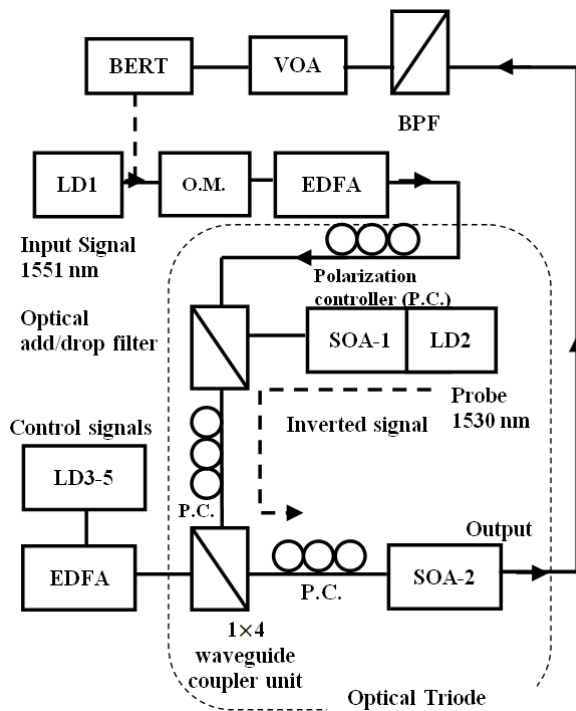 BERT
VOA
BPF
LD1
O.M.
EDFA
Input Signal
1551 nm
Polarization
controller (P.C.)
Optical
add/drop filter
SOA-1
LD2
Probe
1530 nm
Inverted signal
Control signals
LD3-5
P.C.
Output
EDFA
P.C.
SOA-2
1×4
waveguide
coupler unit
Optical Triode